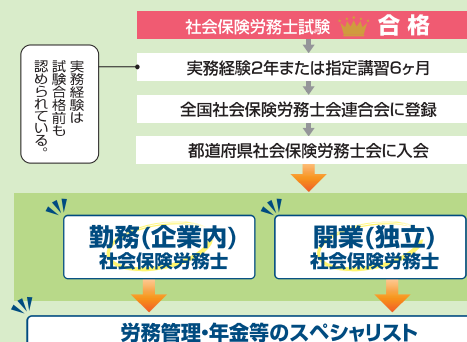 社会保険労務士試験 合格
実務経験は
試験合格前も
認められている。
実務経験2年または指定講習6ヶ月
全国社会保険労務士会連合会に登録
都道府県社会保険労務士会に入会
勤務(企業内)
社会保険労務士
開業(独立)
社会保険労務士
労務管理・年金等のスペシャリスト